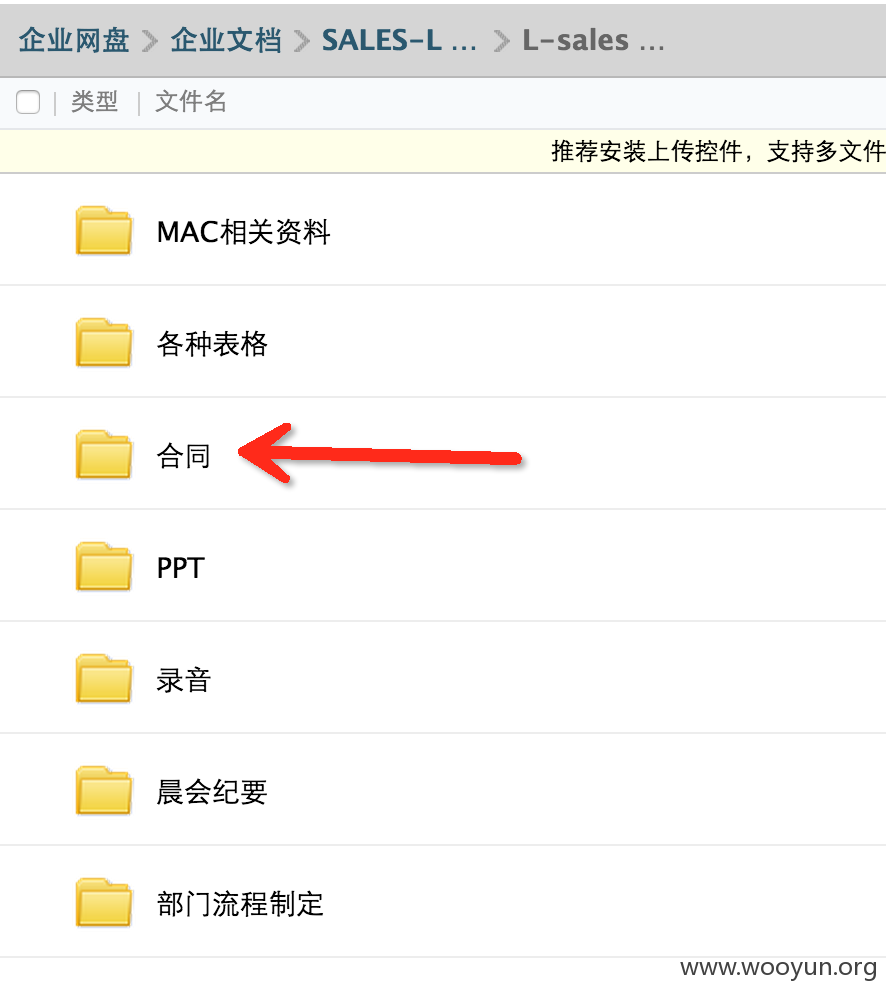 企业网盘 企业文档 SALES-L ... L-sales ...
类型 | 文件名
推荐安装上传控件，支持多文件
MAC相关资料
各种表格
合同
PPT
录音
晨会纪要
部门流程制定
www.wooyun.org